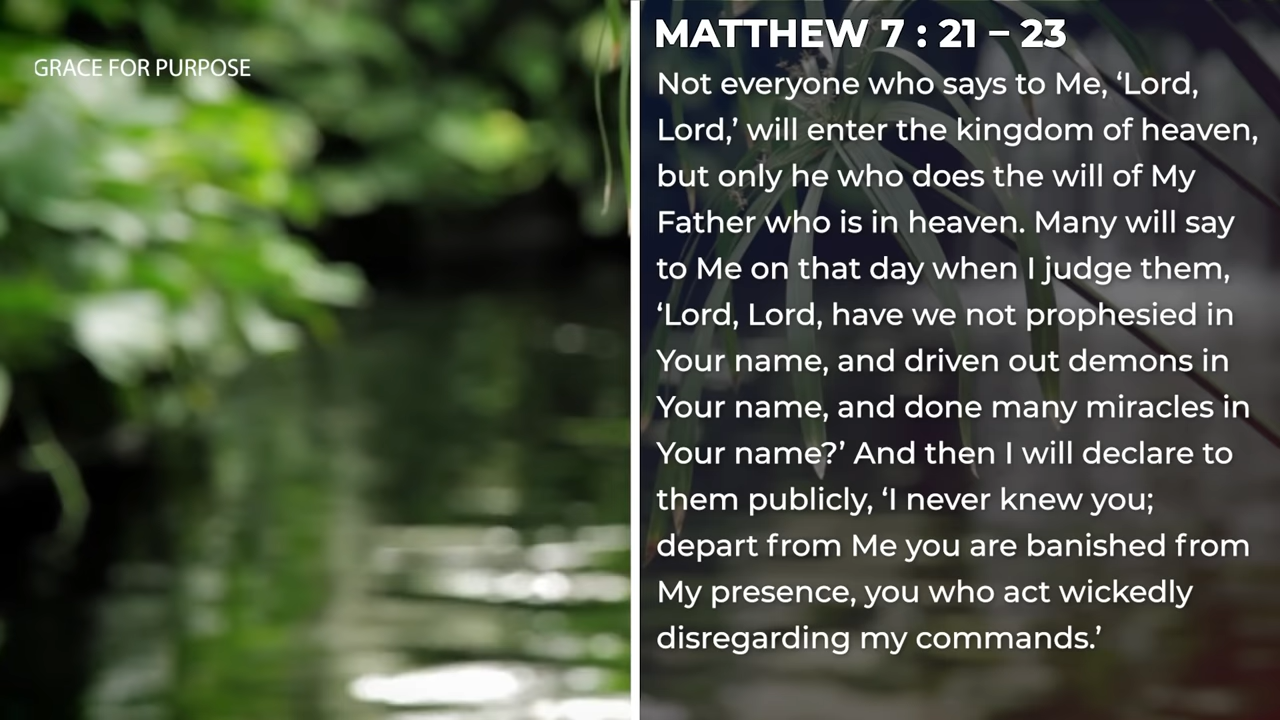 GRACE FOR PURPOSE
MATTHEW 7 : 21 – 23
Not everyone who says to Me, ‘Lord,
Lord,’ will enter the kingdom of heaven,
but only he who does the will of My
Father who is in heaven. Many will say
to Me on that day when I judge them,
‘Lord, Lord, have we not prophesied in
Your name, and driven out demons in
Your name, and done many miracles in
Your name?’ And then I will declare to
them publicly, ‘I never knew you;
depart from Me you are banished from
My presence, you who act wickedly
disregarding my commands.’